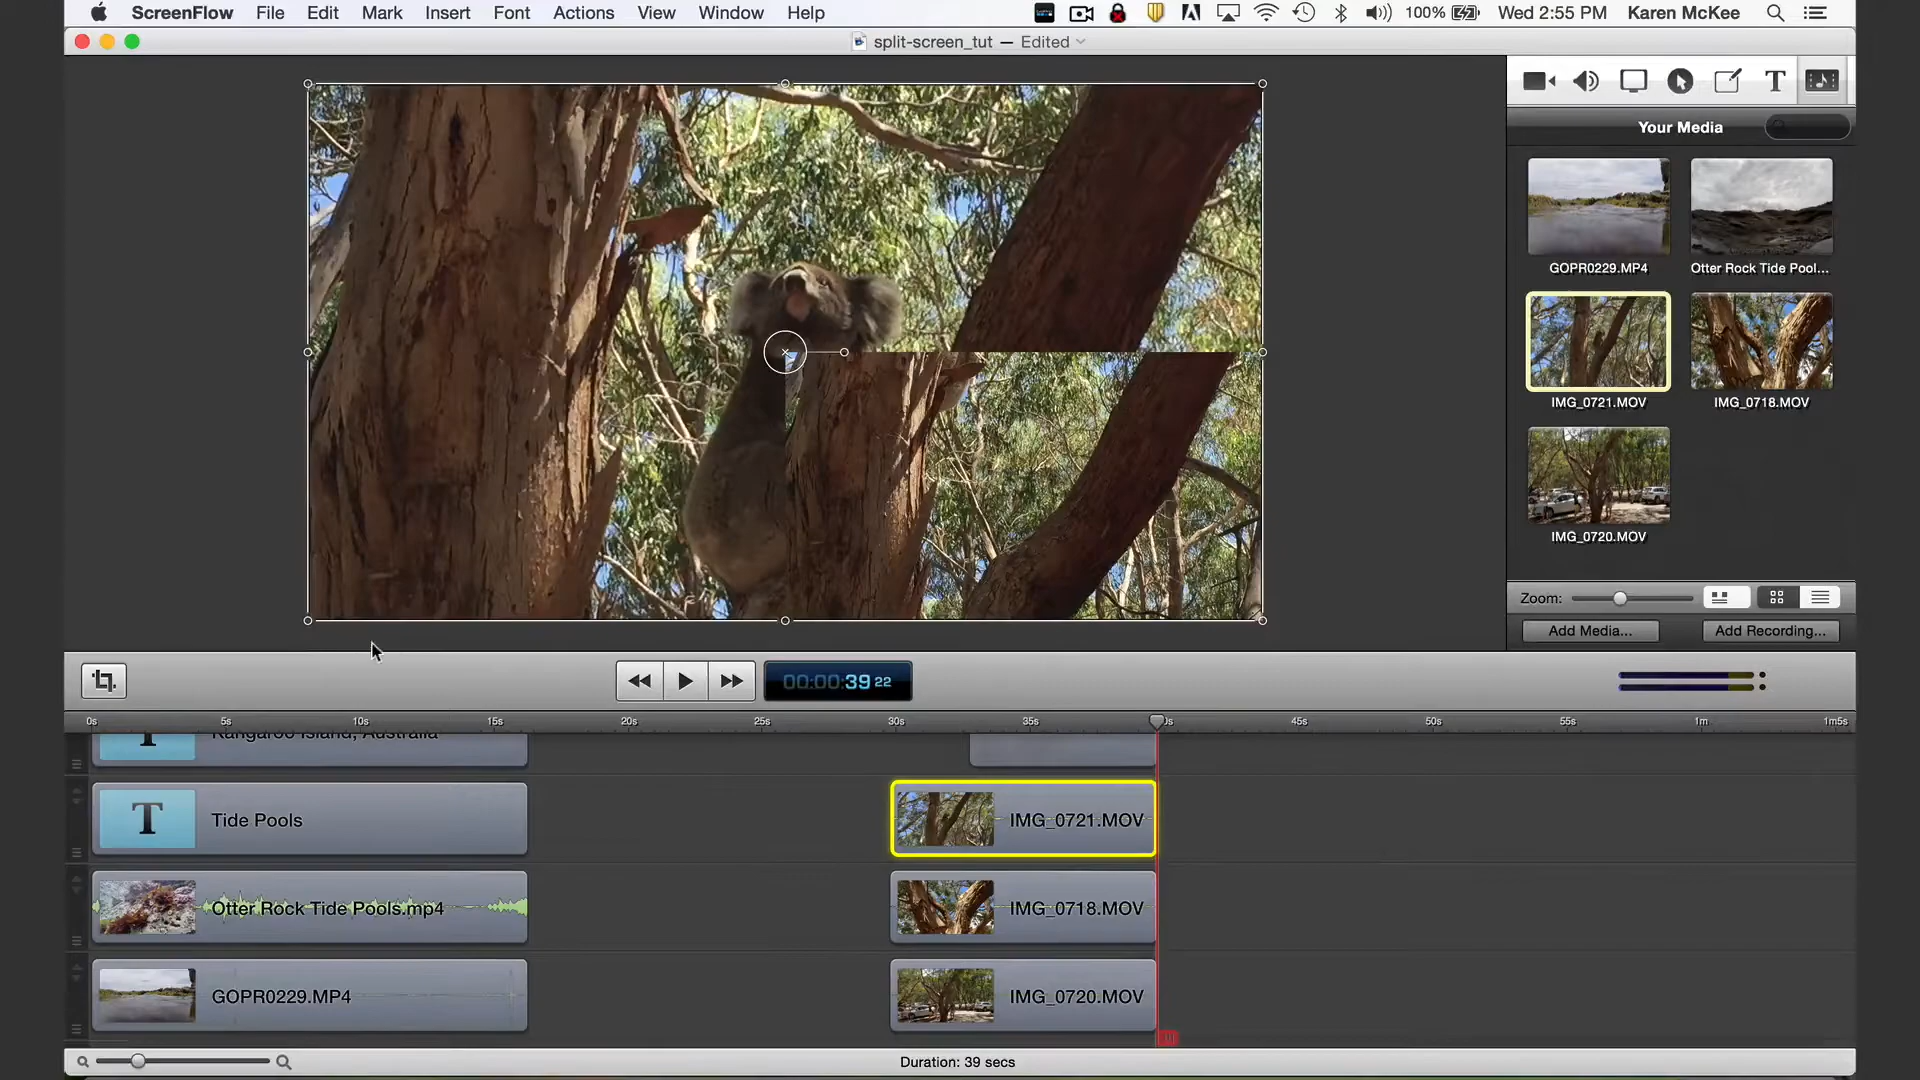 ScreenFlow File Edit Mark Insert Font Actions View Window Help 100% Wed 2:55 PM Karen McKee
split-screen_tut — Edited
Your Media
GOPR0229.MP4 Otter Rock Tide Pool...
IMG_0721.MOV IMG_0718.MOV
IMG_0720.MOV
Zoom:
Add Media... Add Recording...
00:00:39 22
0s 5s 10s 15s 20s 25s 30s 35s 45s 50s 55s 1m 1m5s
Kangaroo Island, Australia
T Tide Pools IMG_0721.MOV
Otter Rock Tide Pools.mp4 IMG_0718.MOV
GOPR0229.MP4 IMG_0720.MOV
Duration: 39 secs